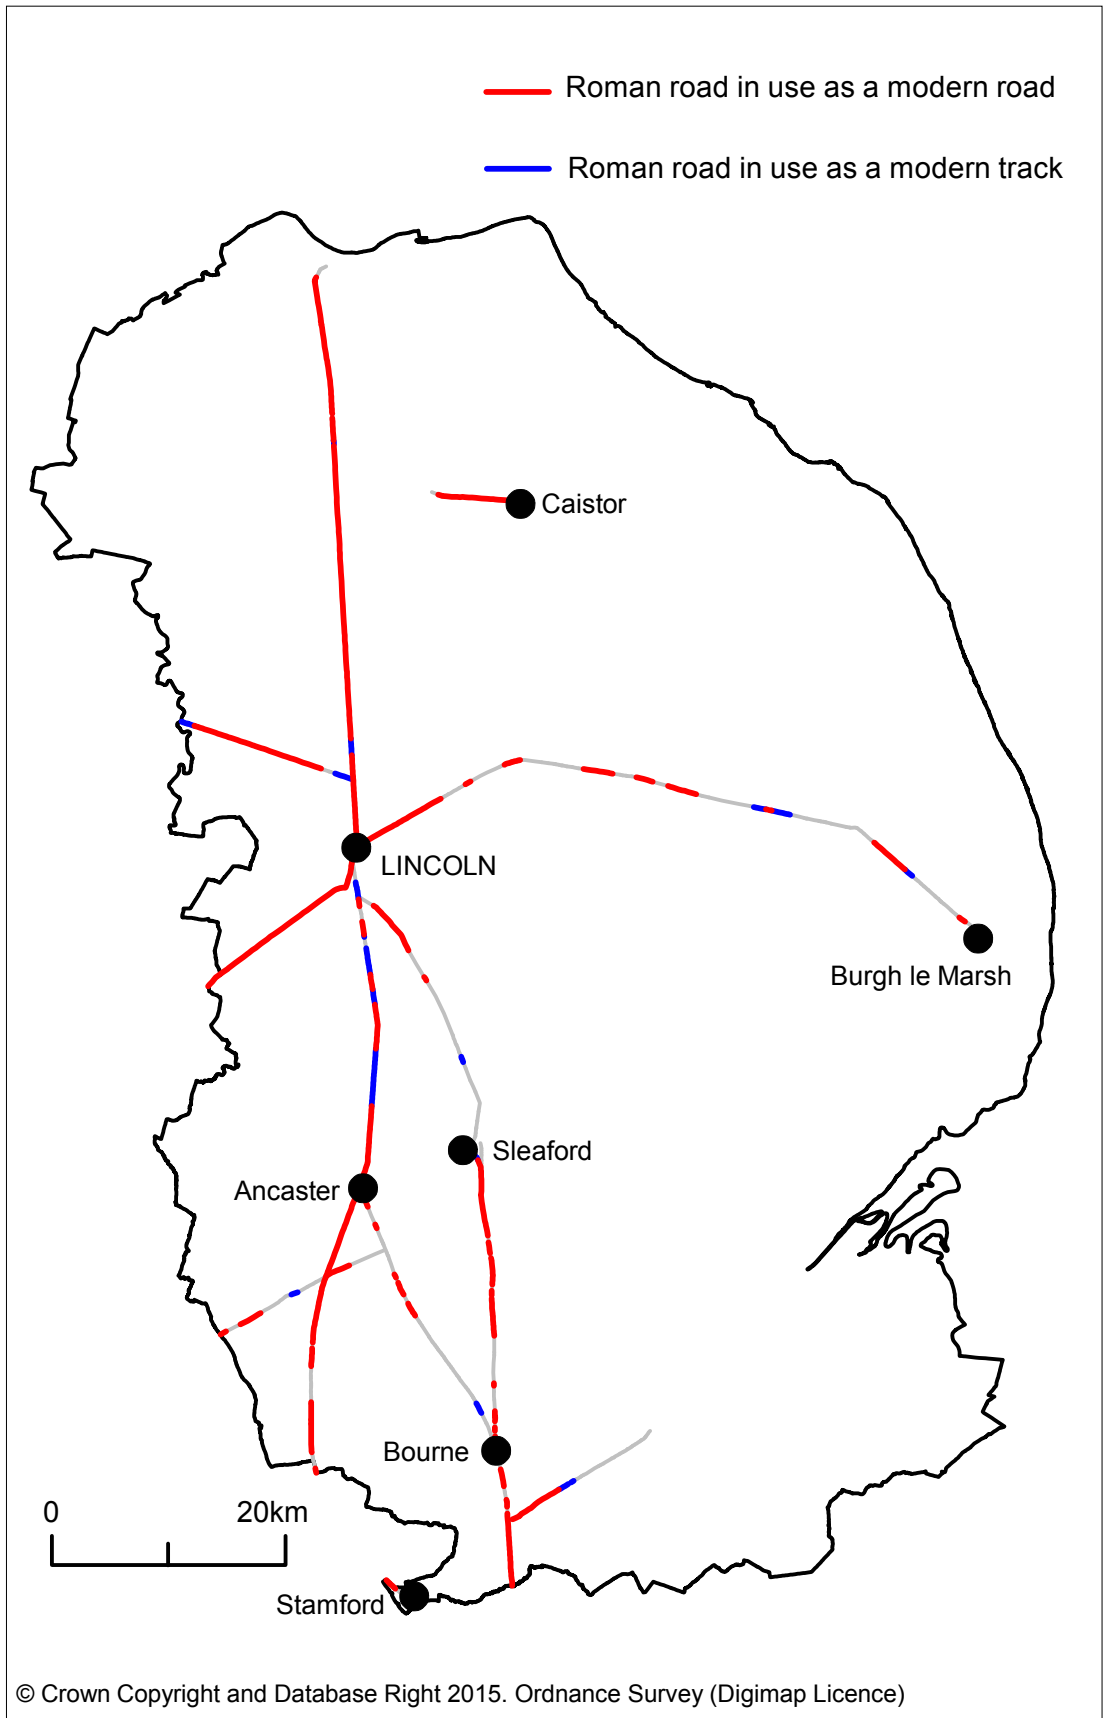 Roman road in use as a modern road
Roman road in use as a modern track
Caistor
LINCOLN
Burgh le Marsh
Sleaford
Ancaster
Bourne
0 20km
Stamford
© Crown Copyright and Database Right 2015. Ordnance Survey (Digimap Licence)